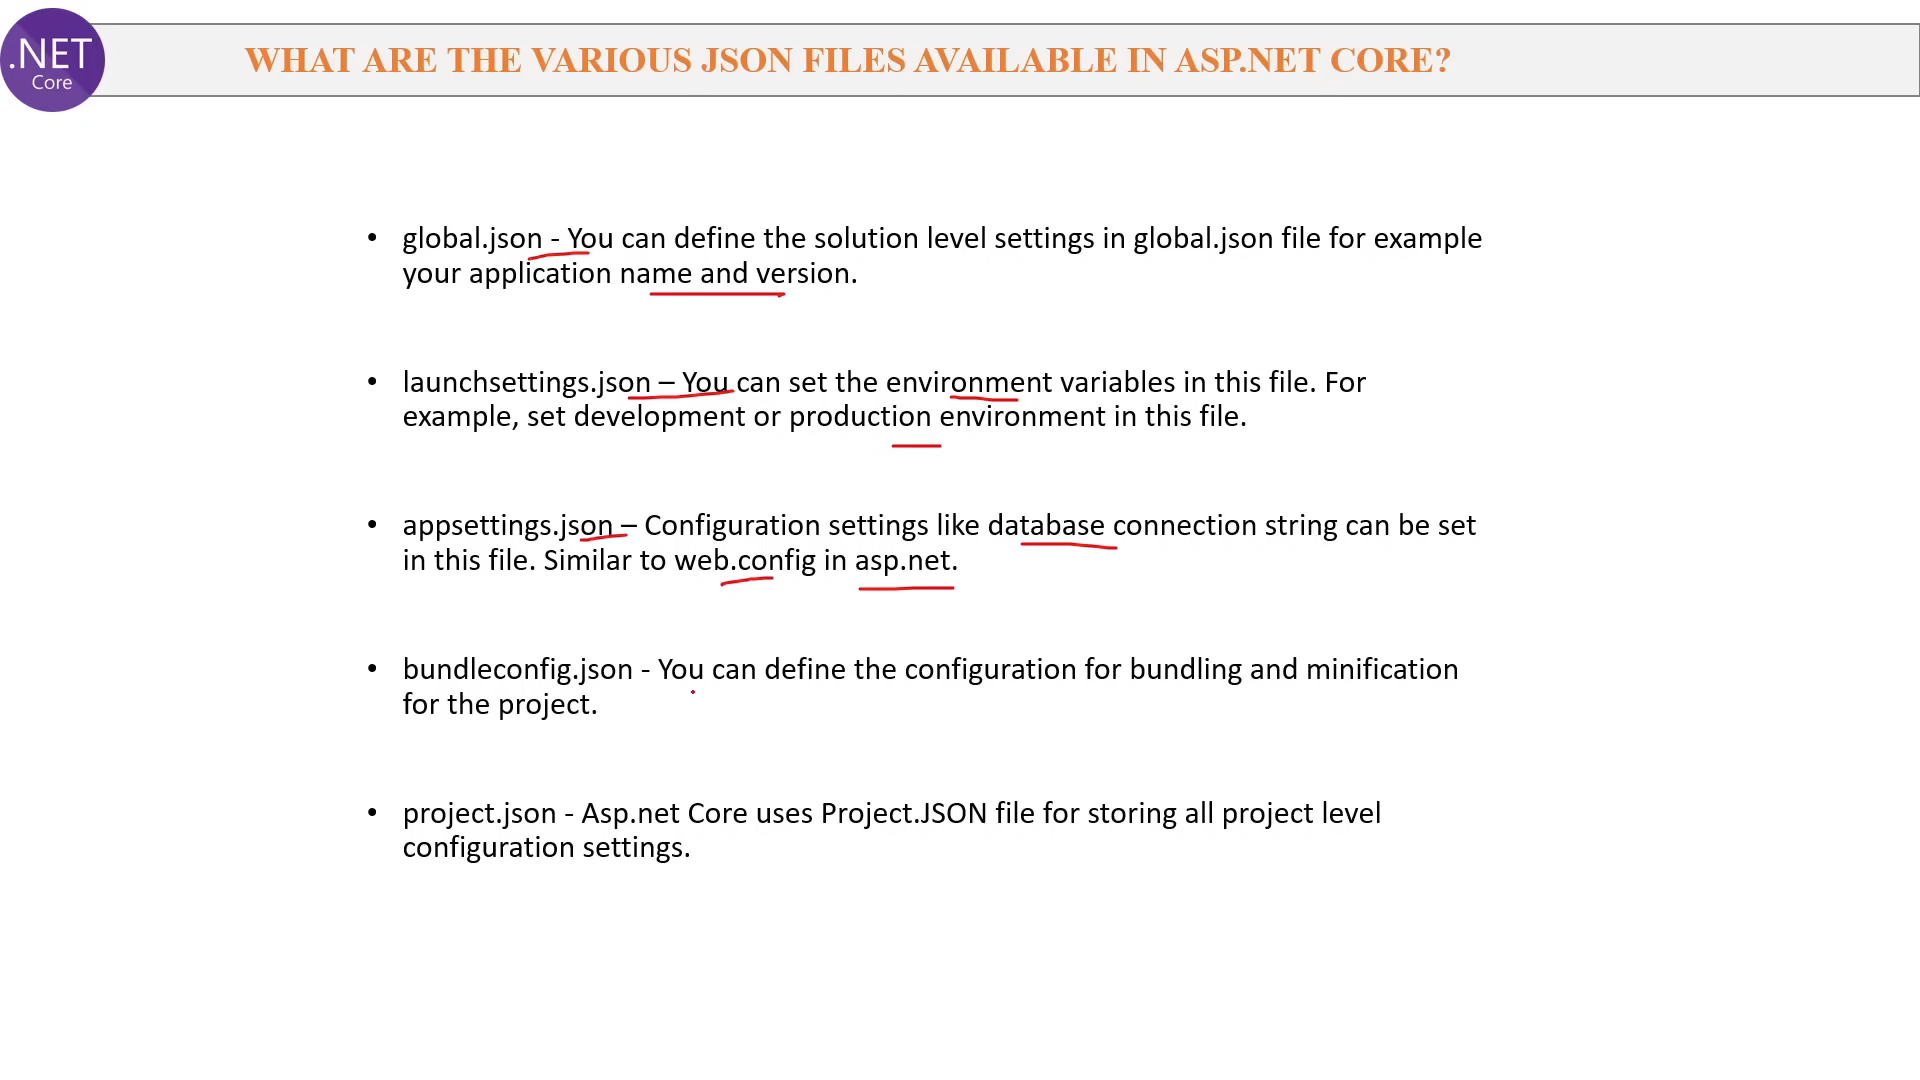 .NET
Core
WHAT ARE THE VARIOUS JSON FILES AVAILABLE IN ASP.NET CORE?
• global.json - You can define the solution level settings in global.json file for example
your application name and version.
• launchsettings.json – You can set the environment variables in this file. For
example, set development or production environment in this file.
• appsettings.json – Configuration settings like database connection string can be set
in this file. Similar to web.config in asp.net.
• bundleconfig.json - You can define the configuration for bundling and minification
for the project.
• project.json - Asp.net Core uses Project.JSON file for storing all project level
configuration settings.